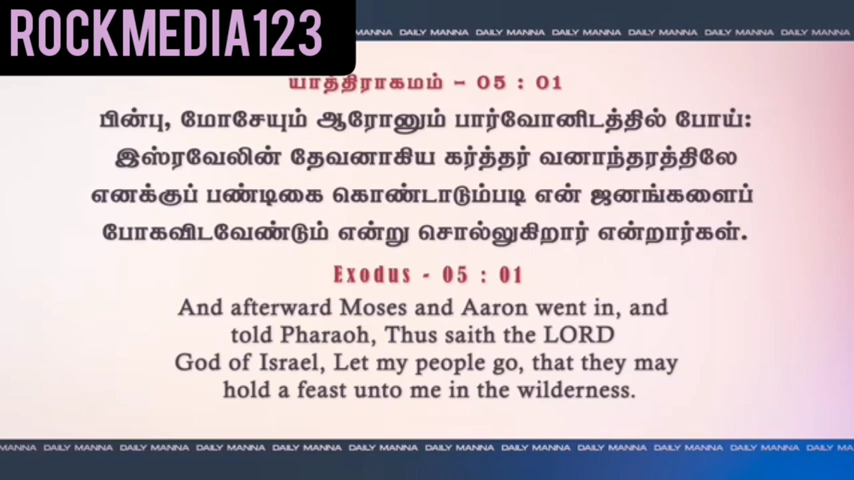 ROCKMEDIA123
MANNA DAILY MANNA DAILY MANNA DAILY MANNA DAILY MANNA DAILY MANNA DAILY MANNA
யாத்திராகமம் – 05 : 01
பின்பு, மோசேயும் ஆரோனும் பார்வோனிடத்தில் போய்:
இஸ்ரவேலின் தேவனாகிய கர்த்தர் வனாந்தரத்திலே
எனக்குப் பண்டிகை கொண்டாடும்படி என் ஜனங்களைப்
போகவிடவேண்டும் என்று சொல்லுகிறார் என்றார்கள்.
Exodus - 05 : 01
And afterward Moses and Aaron went in, and
told Pharaoh, Thus saith the LORD
God of Israel, Let my people go, that they may
hold a feast unto me in the wilderness.
MANNA DAILY MANNA DAILY MANNA DAILY MANNA DAILY MANNA DAILY MANNA DAILY MANNA DAILY MANNA DAILY MANNA DAILY MANNA DAILY MANNA DAILY MA